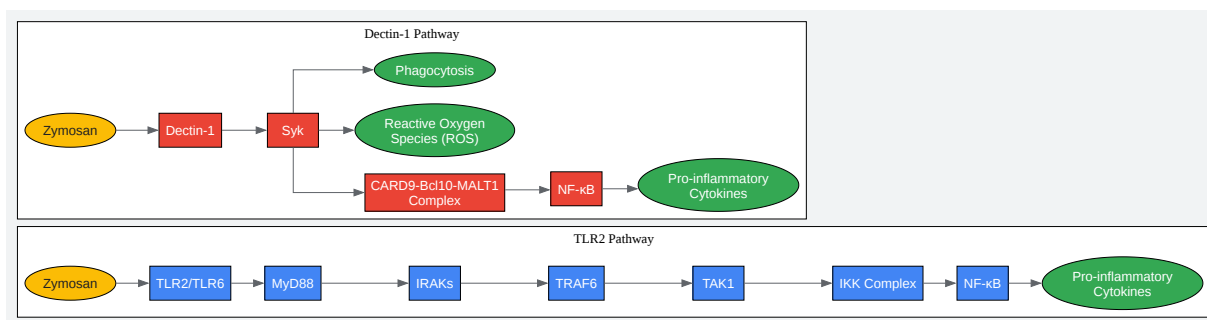 Dectin-1 Pathway
Phagocytosis
Zymosan
Dectin-1
Syk
Reactive Oxygen
Species (ROS)
CARD9-Bcl10-MALT1
Complex
NF-κB
Pro-inflammatory
Cytokines
TLR2 Pathway
Zymosan
TLR2/TLR6
MyD88
IRAKs
TRAF6
TAK1
IKK Complex
NF-κB
Pro-inflammatory
Cytokines